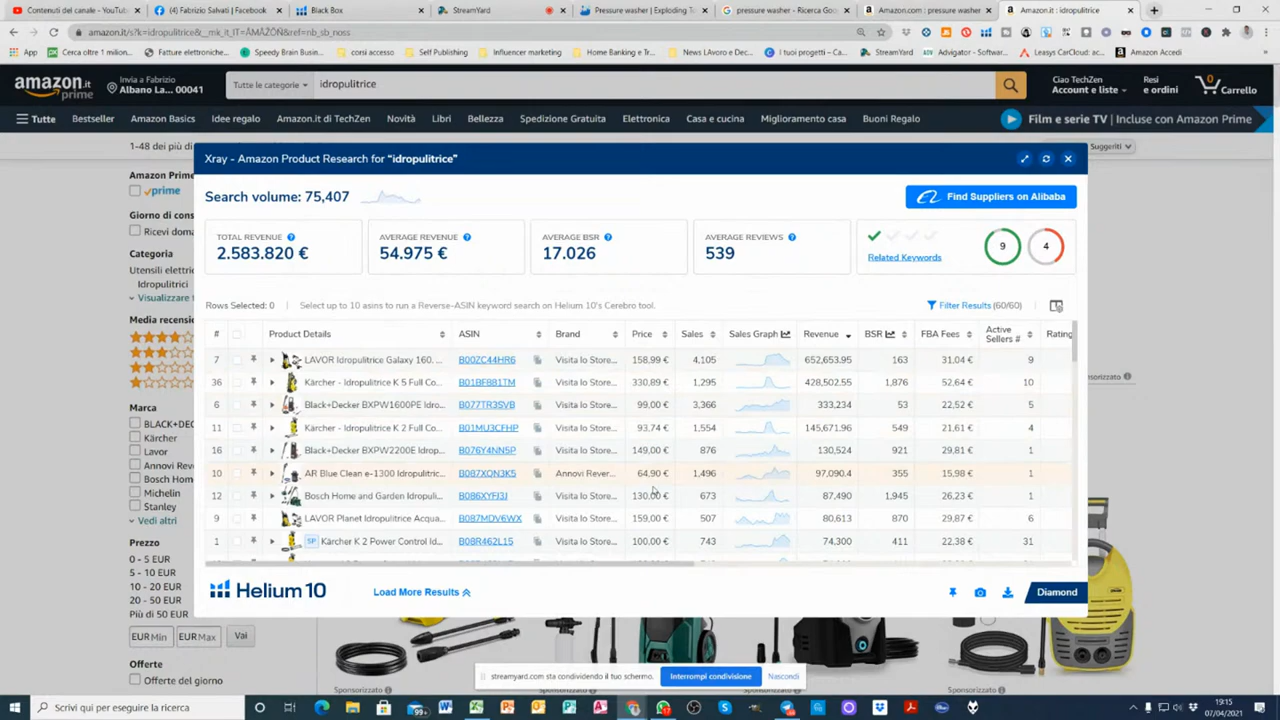 Contenuti del canale - YouTub
(4) Fabrizio Salvati | Facebook
Black Box
StreamYard
Pressure washer | Exploding To
pressure washer - Ricerca Goo
Amazon.com : pressure washer
Amazon.it : idropulitrice
amazon.it/s?k=idropulitrice&__mk_it_IT=ÅMÅŽÕÑ&ref=nb_sb_noss
App
Cerca oltre 1 milion...
Fatture elettroniche...
Speedy Brain Busin...
corsi accesso
Self Publishing
Influencer marketing
Home Banking e Tr...
News LAvoro e Dec...
I tuoi progetti – Ca...
StreamYard
Advigator - Softwar...
Leasys CarCloud: ac...
Amazon Accedi
amazon.it
prime
Invia a Fabrizio
Albano La... 00041
Tutte le categorie
idropulitrice
Ciao TechZen
Account e liste
Resi
e ordini
0
Carrello
Tutte
Bestseller
Amazon Basics
Idee regalo
Amazon.it di TechZen
Novità
Libri
Bellezza
Spedizione Gratuita
Elettronica
Casa e cucina
Miglioramento casa
Buoni Regalo
Film e serie TV | Incluse con Amazon Prime
1-48 dei più di
Suggeriti
Amazon Prime
prime
Giorno di cons
Ricevi doma
Categoria
Utensili elettri
Idropulitrici
Visualizzare
Media recensio
Marca
BLACK+DEC
Kärcher
Lavor
Annovi Reve
Bosch Home
Michelin
Stanley
Vedi altri
Prezzo
0 - 5 EUR
5 - 10 EUR
10 - 20 EUR
20 - 50 EUR
Più di 50 EUR
EUR Min
EUR Max
Vai
Offerte
Offerte del giorno
Xray - Amazon Product Research for "idropulitrice"
Search volume: 75,407
Find Suppliers on Alibaba
TOTAL REVENUE
2.583.820 €
AVERAGE REVENUE
54.975 €
AVERAGE BSR
17.026
AVERAGE REVIEWS
539
Related Keywords
9
4
Rows Selected: 0
Select up to 10 asins to run a Reverse-ASIN keyword search on Helium 10's Cerebro tool.
Filter Results (60/60)
# Product Details ASIN Brand Price Sales Sales Graph Revenue BSR FBA Fees Active Sellers # Rating
7 LAVOR Idropulitrice Galaxy 160. ... B00ZC44HR6 Visita lo Store... 158,99 € 4,105 652,653.95 163 31,04 € 9
36 Kärcher - Idropulitrice K 5 Full Co... B01BF881TM Visita lo Store... 330,89 € 1,295 428,502.55 1,876 52,64 € 10
6 Black+Decker BXPW1600PE Idro... B077TR3SVB Visita lo Store... 99,00 € 3,366 333,234 53 22,52 € 5
11 Kärcher - Idropulitrice K 2 Full Co... B01MU3CFHP Visita lo Store... 93,74 € 1,554 145,671.96 549 21,61 € 4
16 Black+Decker BXPW2200E Idrop... B076Y4NN5P Visita lo Store... 149,00 € 876 130,524 921 29,81 € 1
10 AR Blue Clean e-1300 Idropulitric... B087XQN3K5 Annovi Rever... 64,90 € 1,496 97,090.4 355 15,98 € 1
12 Bosch Home and Garden Idropuli... B086XYFJ3J Visita lo Store... 130,00 € 673 87,490 1,945 26,23 € 1
9 LAVOR Planet Idropulitrice Acqua... B087MDV6WX Visita lo Store... 159,00 € 507 80,613 870 29,87 € 6
1 SP Kärcher K 2 Power Control Id... B08R462L15 Visita lo Store... 100,00 € 743 74,300 411 22,38 € 31
Helium 10
Load More Results
Diamond
streamyard.com sta condividendo il tuo schermo.
Interrompi condivisione
Nascondi
Sponsorizzato
Sponsorizzato
Scrivi qui per eseguire la ricerca
99+
19:15
07/04/2021